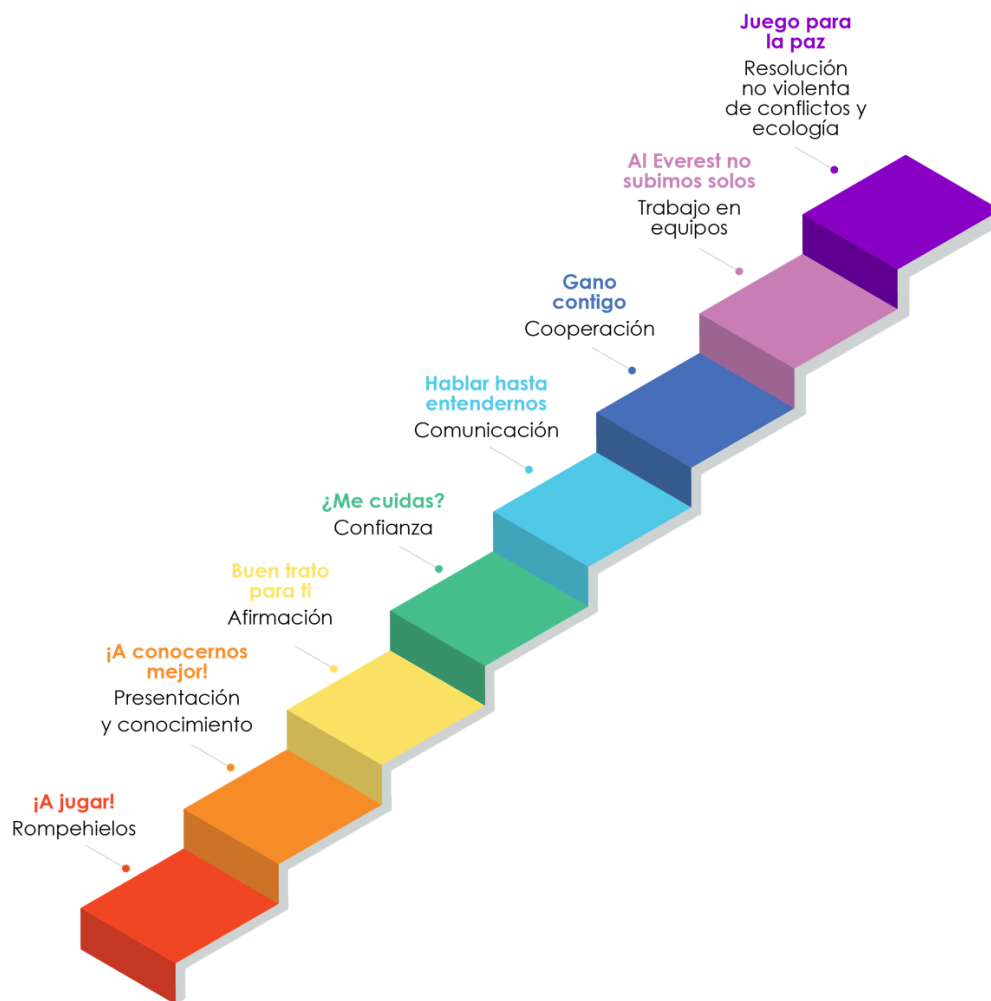 Juego para
la paz
Resolución
no violenta
de conflictos y
ecología
Al Everest no
subimos solos
Trabajo en
equipos
Gano
contigo
Cooperación
Hablar hasta
entendernos
Comunicación
¿Me cuidas?
Confianza
Buen trato
para ti
Afirmación
¡A conocernos
mejor!
Presentación
y conocimiento
¡A jugar!
Rompehielos